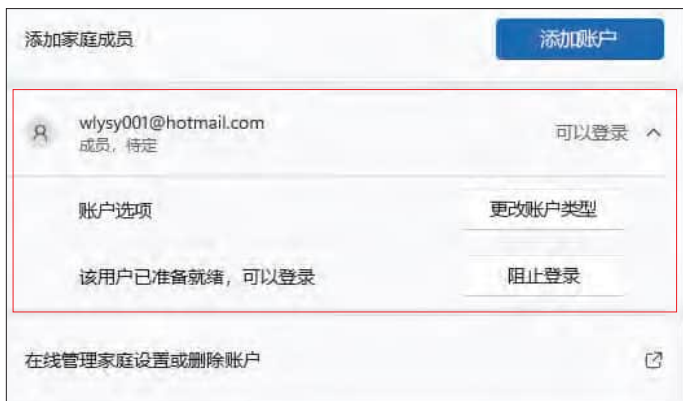 添加家庭成员
添加账户
wlysy001@hotmail.com
可以登录
成员，待定
账户选项
更改账户类型
该用户已准备就绪，可以登录
阻止登录
在线管理家庭设置或删除账户